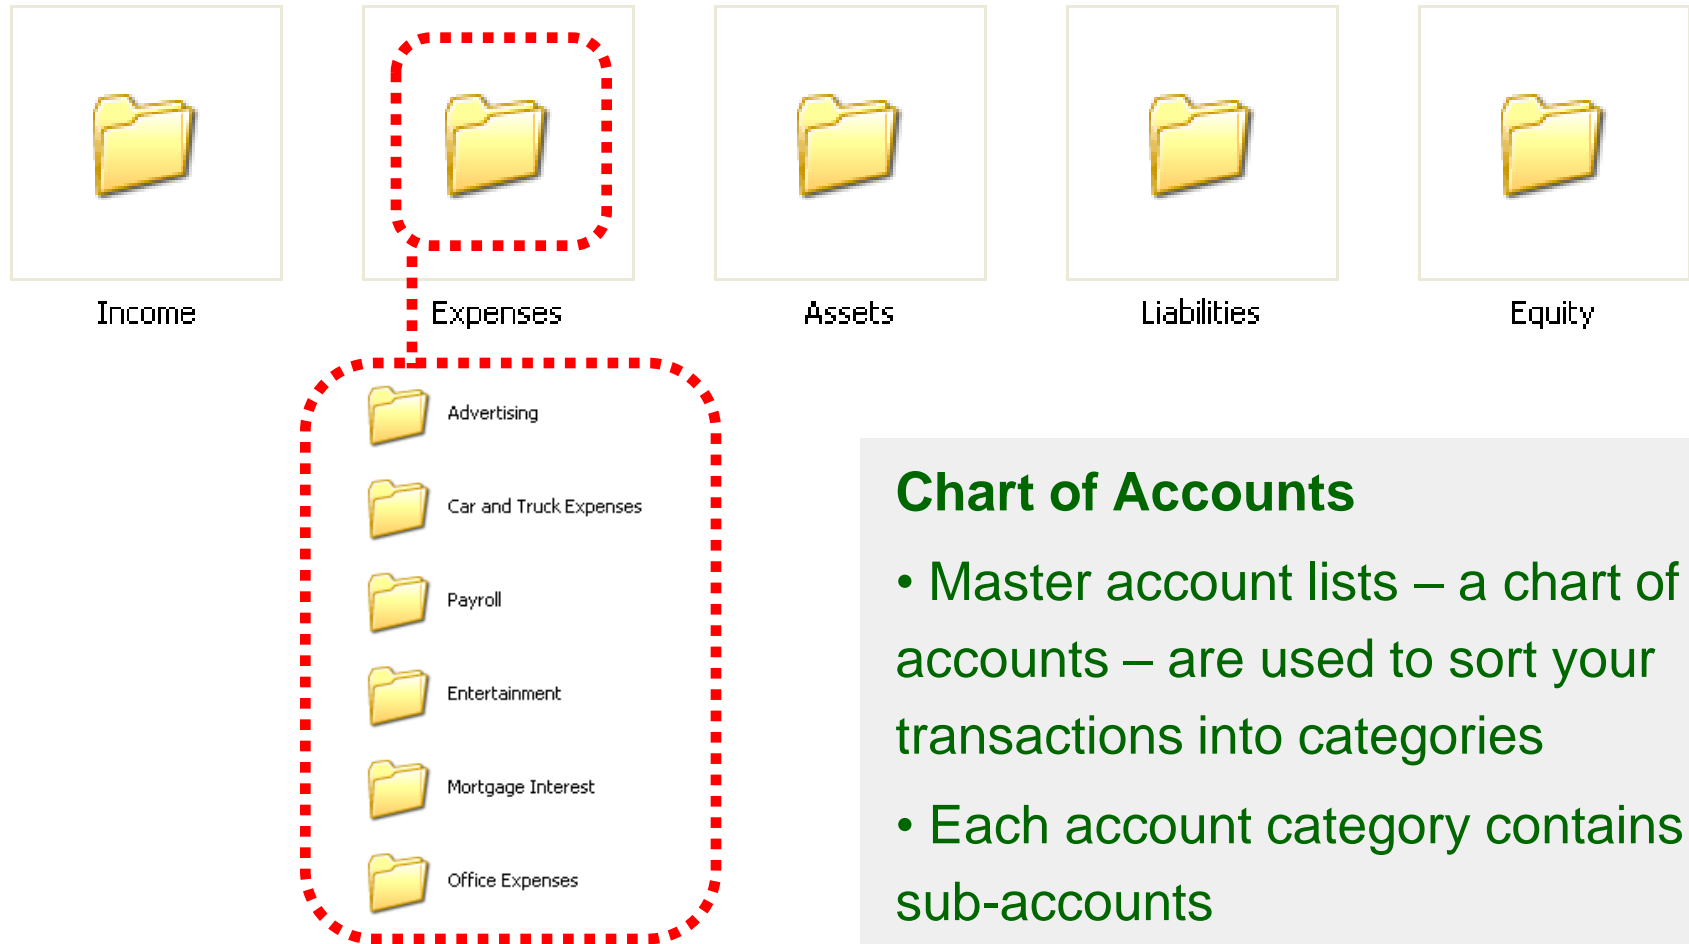 Income
Expenses
Assets
Liabilities
Equity
Advertising
Car and Truck Expenses
Payroll
Entertainment
Mortgage Interest
Office Expenses
Chart of Accounts
• Master account lists – a chart of
accounts – are used to sort your
transactions into categories
• Each account category contains
sub-accounts